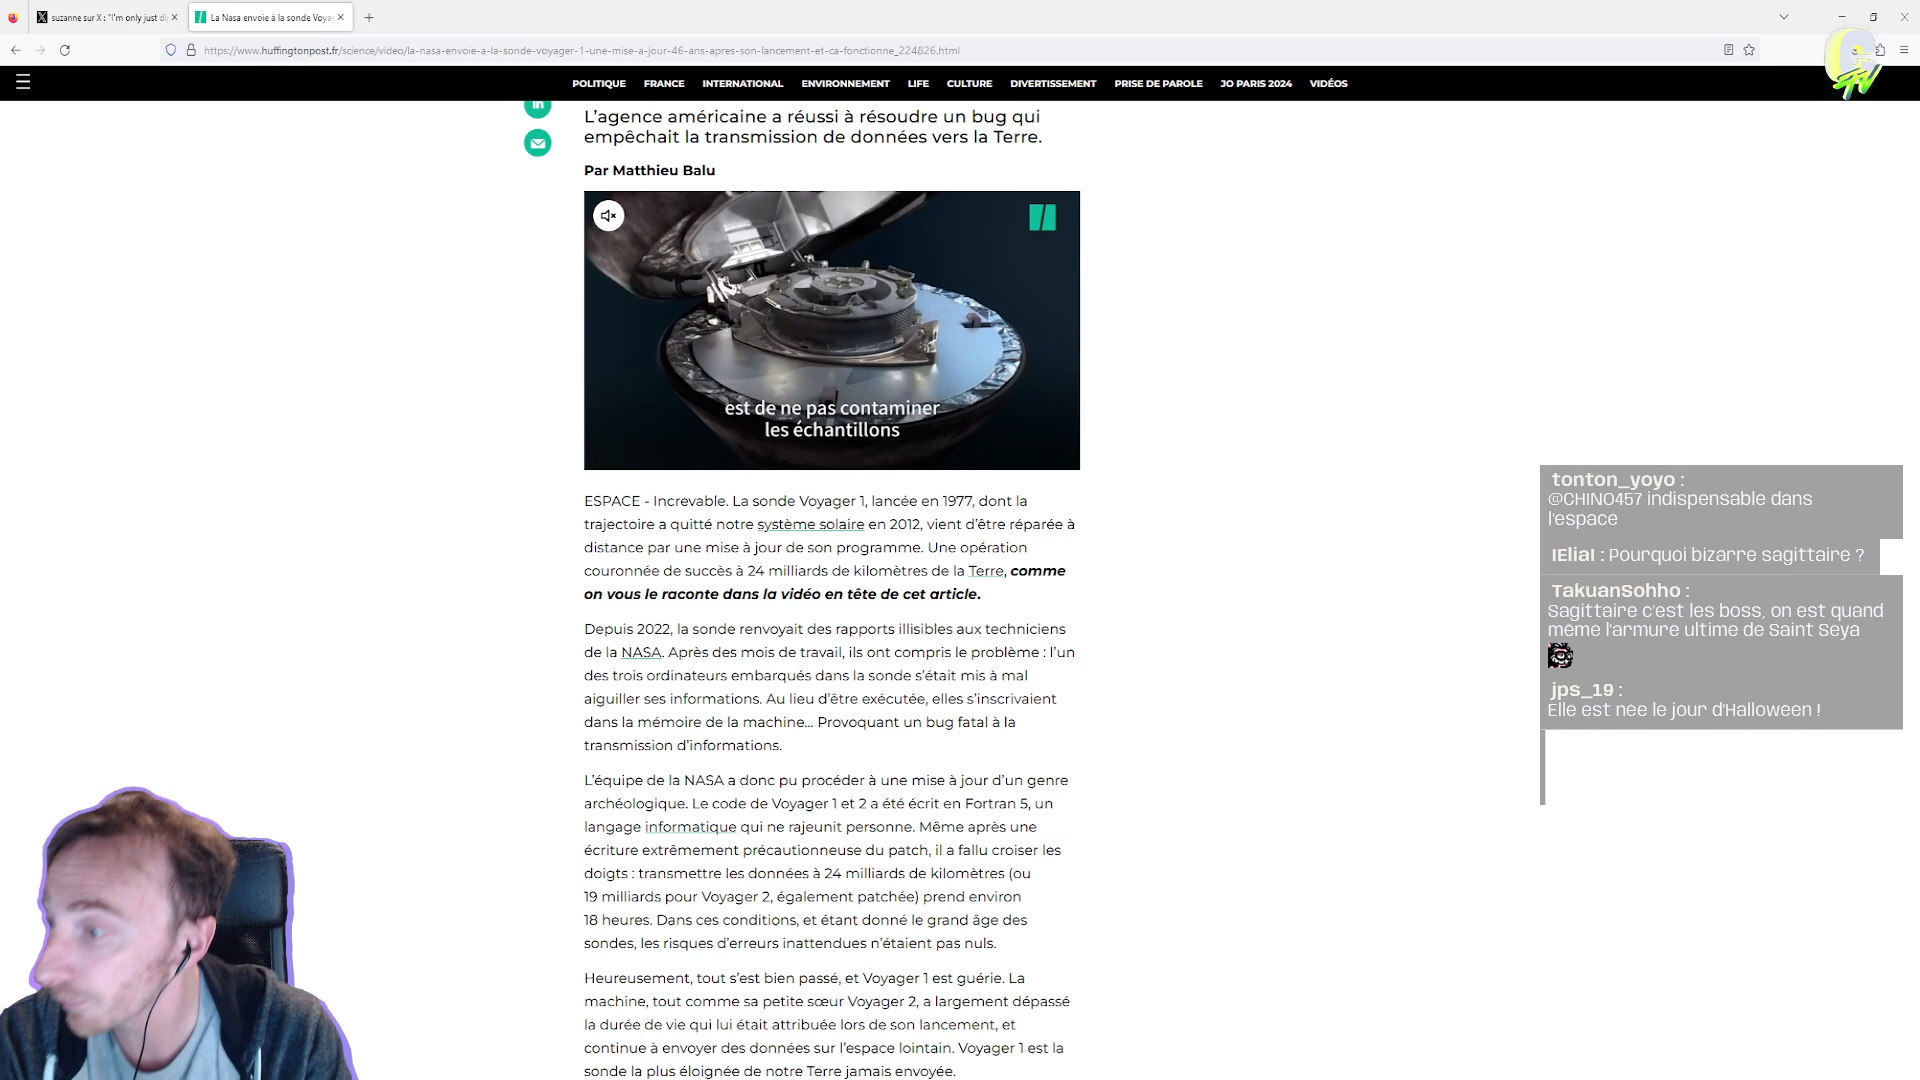 suzanne sur X : "I'm only just di
La Nasa envoie à la sonde Voya
https://www.huffingtonpost.fr/science/video/la-nasa-envoie-a-la-sonde-voyager-1-une-mise-a-jour-46-ans-apres-son-lancement-et-ca-fonctionne_224826.html
POLITIQUE FRANCE INTERNATIONAL ENVIRONNEMENT LIFE CULTURE DIVERTISSEMENT PRISE DE PAROLE JO PARIS 2024 VIDÉOS
in
L'agence américaine a réussi à résoudre un bug qui
empêchait la transmission de données vers la Terre.
Par Matthieu Balu
est de ne pas contaminer
les échantillons
ESPACE - Increvable. La sonde Voyager 1, lancée en 1977, dont la
trajectoire a quitté notre système solaire en 2012, vient d'être réparée à
distance par une mise à jour de son programme. Une opération
couronnée de succès à 24 milliards de kilomètres de la Terre, comme
on vous le raconte dans la vidéo en tête de cet article.
Depuis 2022, la sonde renvoyait des rapports illisibles aux techniciens
de la NASA. Après des mois de travail, ils ont compris le problème : l'un
des trois ordinateurs embarqués dans la sonde s'était mis à mal
aiguiller ses informations. Au lieu d'être exécutée, elles s'inscrivaient
dans la mémoire de la machine... Provoquant un bug fatal à la
transmission d'informations.
L'équipe de la NASA a donc pu procéder à une mise à jour d'un genre
archéologique. Le code de Voyager 1 et 2 a été écrit en Fortran 5, un
langage informatique qui ne rajeunit personne. Même après une
écriture extrêmement précautionneuse du patch, il a fallu croiser les
doigts : transmettre les données à 24 milliards de kilomètres (ou
19 milliards pour Voyager 2, également patchée) prend environ
18 heures. Dans ces conditions, et étant donné le grand âge des
sondes, les risques d'erreurs inattendues n'étaient pas nuls.
Heureusement, tout s'est bien passé, et Voyager 1 est guérie. La
machine, tout comme sa petite sœur Voyager 2, a largement dépassé
la durée de vie qui lui était attribuée lors de son lancement, et
continue à envoyer des données sur l'espace lointain. Voyager 1 est la
sonde la plus éloignée de notre Terre jamais envoyée.
tonton_yoyo :
@CHINO457 indispensable dans
l'espace
IEliaI : Pourquoi bizarre sagittaire ?
TakuanSohho :
Sagittaire c'est les boss, on est quand
même l'armure ultime de Saint Seya
jps_19 :
Elle est née le jour d'Halloween !